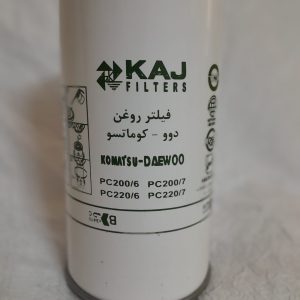 KAJ
FILTERS
فیلتر روغن
دوو - کوماتسو
KOMATSU-DAEWOO
PC200/6 PC200/7
PC220/6 PC220/7